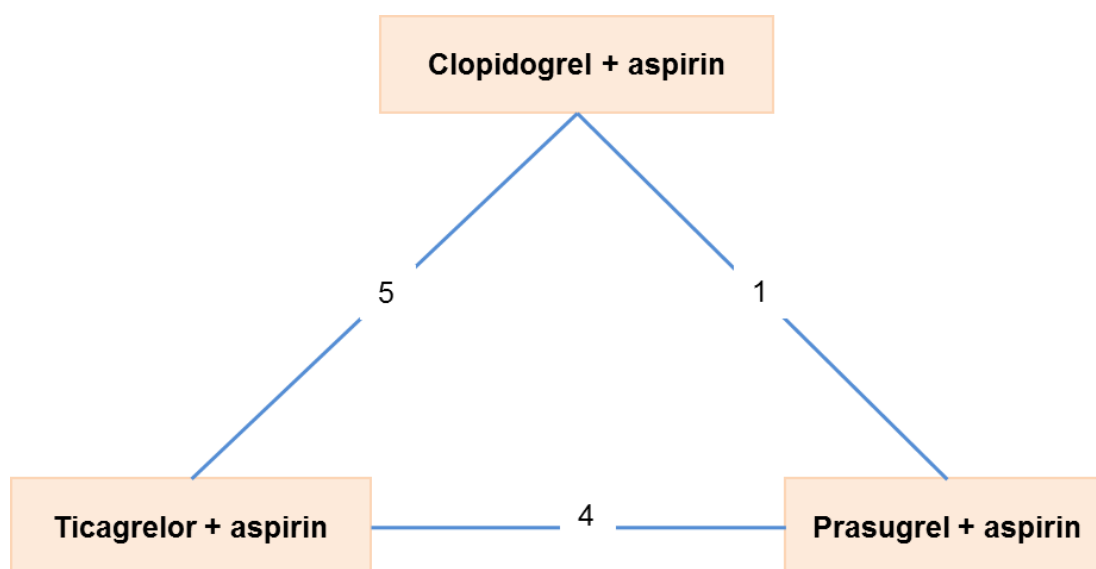 Clopidogrel + aspirin
5
1
4
Ticagrelor + aspirin
Prasugrel + aspirin